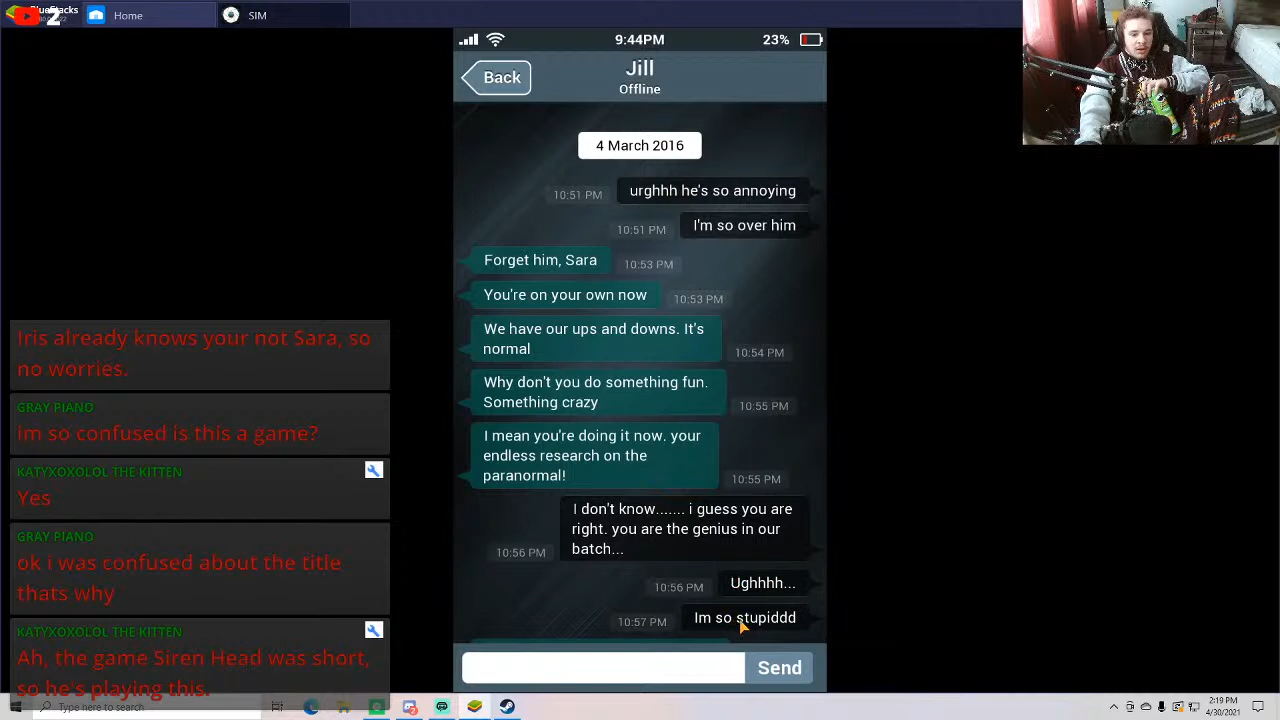 BlueStacks
2
Home
SIM
9:44PM
23%
Back
Jill
Offline
4 March 2016
10:51 PM
urghhh he's so annoying
10:51 PM
I'm so over him
Forget him, Sara
10:53 PM
You're on your own now
10:53 PM
We have our ups and downs. It's
normal
10:54 PM
Why don't you do something fun.
Something crazy
10:55 PM
I mean you're doing it now. your
endless research on the
paranormal!
10:55 PM
I don't know....... i guess you are
right. you are the genius in our
batch...
10:56 PM
10:56 PM
Ughhhh...
10:57 PM
Im so stupiddd
Send
Iris already knows your not Sara, so
no worries.
GRAY PIANO
im so confused is this a game?
KATYXOXOLOL THE KITTEN
Yes
GRAY PIANO
ok i was confused about the title
thats why
KATYXOXOLOL THE KITTEN
Ah, the game Siren Head was short,
so he's playing this.
Type here to search
2:19 PM
4/30/2021